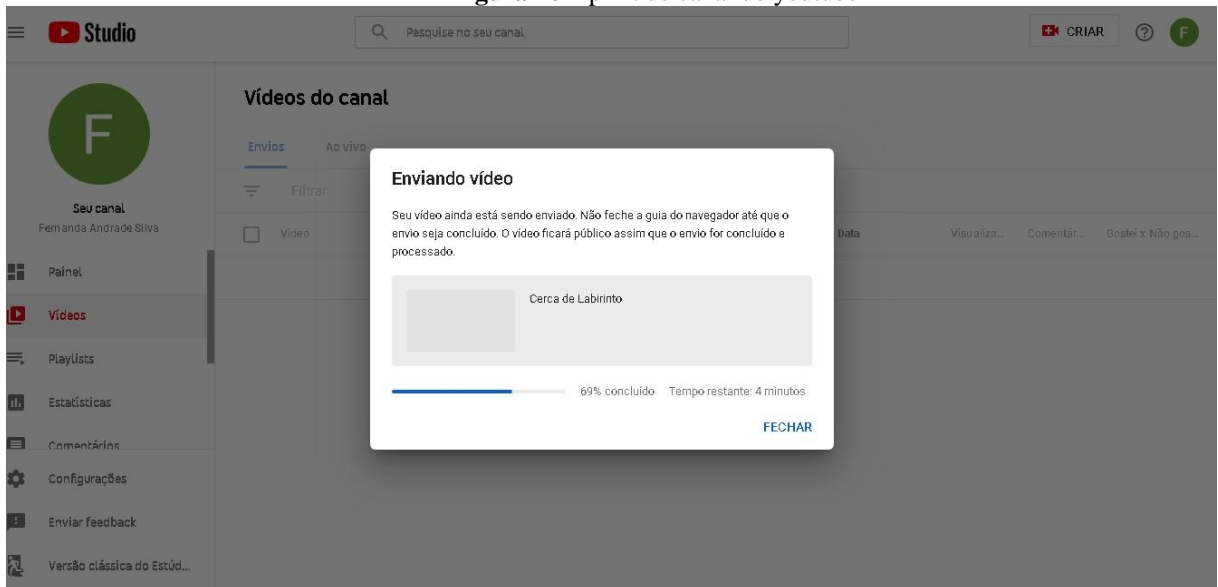 Studio
Pesquise no seu canal
CRIAR
F
F
Seu canal
Fernanda Andrade Silva
Painel
Vídeos
Playlists
Estatísticas
Comentários
Configurações
Enviar feedback
Versão clássica do Estúd...
Vídeos do canal
Envios Ao vivo
Filtrar
Vídeo Data Visualiza... Comentár... Gostei x Não gos...
Enviando vídeo
Seu vídeo ainda está sendo enviado. Não feche a guia do navegador até que o
envio seja concluído. O vídeo ficará público assim que o envio for concluído e
processado.
Cerca de Labirinto
69% concluído Tempo restante: 4 minutos
FECHAR